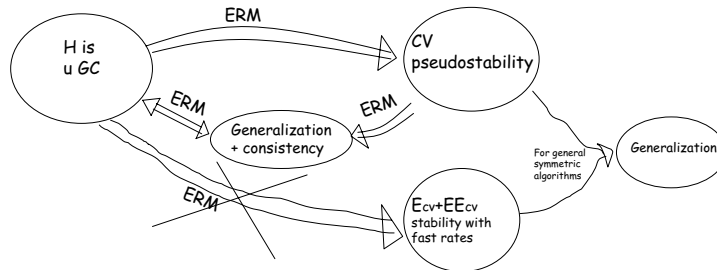 ERM
H is
u GC
CV
pseudostability
ERM
ERM
Generalization
+ consistency
For general
symmetric
algorithms
Generalization
ERM
Ecv+EEcv
stability with
fast rates